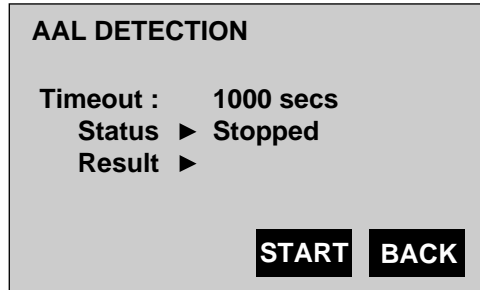 AAL DETECTION
Timeout : 1000 secs
Status ► Stopped
Result ►
START BACK